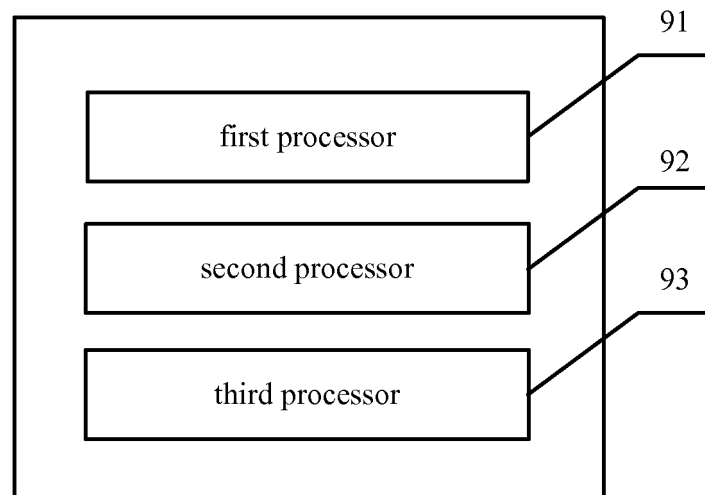 91
first processor
92
second processor
93
third processor